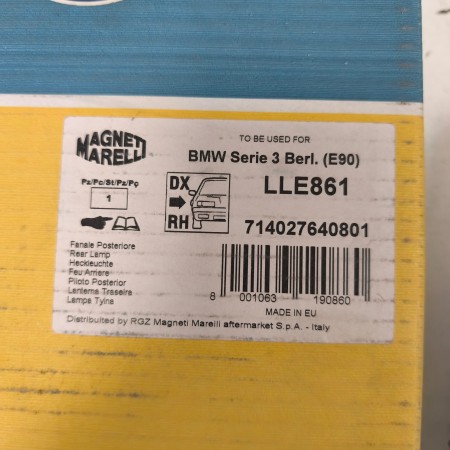 MAGNETI
MARELLI
TO BE USED FOR
BMW Serie 3 Berl. (E90)
Pz/Pc/St/Pz/Pç
1
DX
RH
LLE861
714027640801
Fanale Posteriore
Rear Lamp
Heckleuchte
Feu Arriere
Piloto Posterior
Lanterna Traseira
Lampa Tylna
8 001063 190860
MADE IN EU
Distributed by RGZ Magneti Marelli aftermarket S.p.A. - Italy